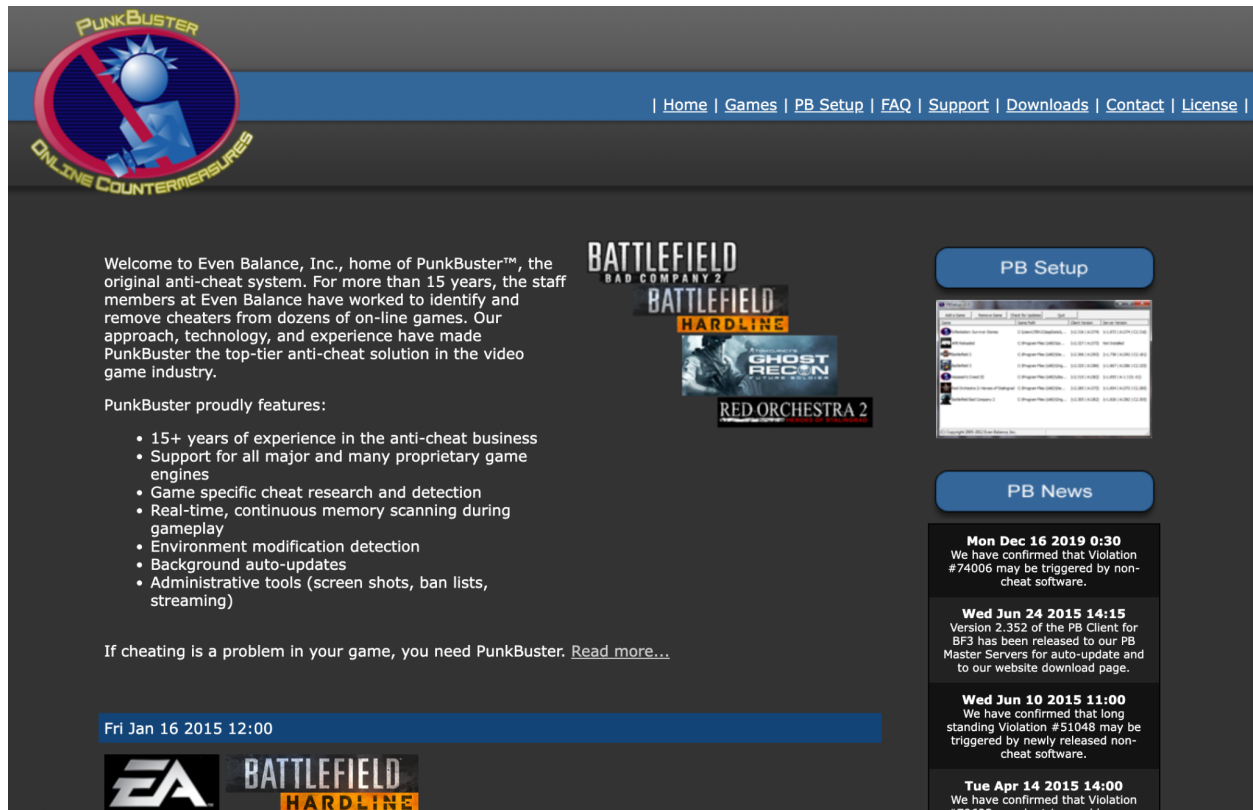 PUNKBUSTER
ONLINE COUNTERMEASURES
| Home | Games | PB Setup | FAQ | Support | Downloads | Contact | License |
Welcome to Even Balance, Inc., home of PunkBuster™, the
original anti-cheat system. For more than 15 years, the staff
members at Even Balance have worked to identify and
remove cheaters from dozens of on-line games. Our
approach, technology, and experience have made
PunkBuster the top-tier anti-cheat solution in the video
game industry.
PunkBuster proudly features:
• 15+ years of experience in the anti-cheat business
• Support for all major and many proprietary game
engines
• Game specific cheat research and detection
• Real-time, continuous memory scanning during
gameplay
• Environment modification detection
• Background auto-updates
• Administrative tools (screen shots, ban lists,
streaming)
If cheating is a problem in your game, you need PunkBuster. Read more...
BATTLEFIELD
BAD COMPANY 2
BATTLEFIELD
HARDLINE
GHOST
RECON
FUTURE SOLDIER
RED ORCHESTRA 2
HEROES OF STALINGRAD
Fri Jan 16 2015 12:00
EA
BATTLEFIELD
HARDLINE
PB Setup
PB News
Mon Dec 16 2019 0:30
We have confirmed that Violation
#74006 may be triggered by non-
cheat software.
Wed Jun 24 2015 14:15
Version 2.352 of the PB Client for
BF3 has been released to our PB
Master Servers for auto-update and
to our website download page.
Wed Jun 10 2015 11:00
We have confirmed that long
standing Violation #51048 may be
triggered by newly released non-
cheat software.
Tue Apr 14 2015 14:00
We have confirmed that Violation